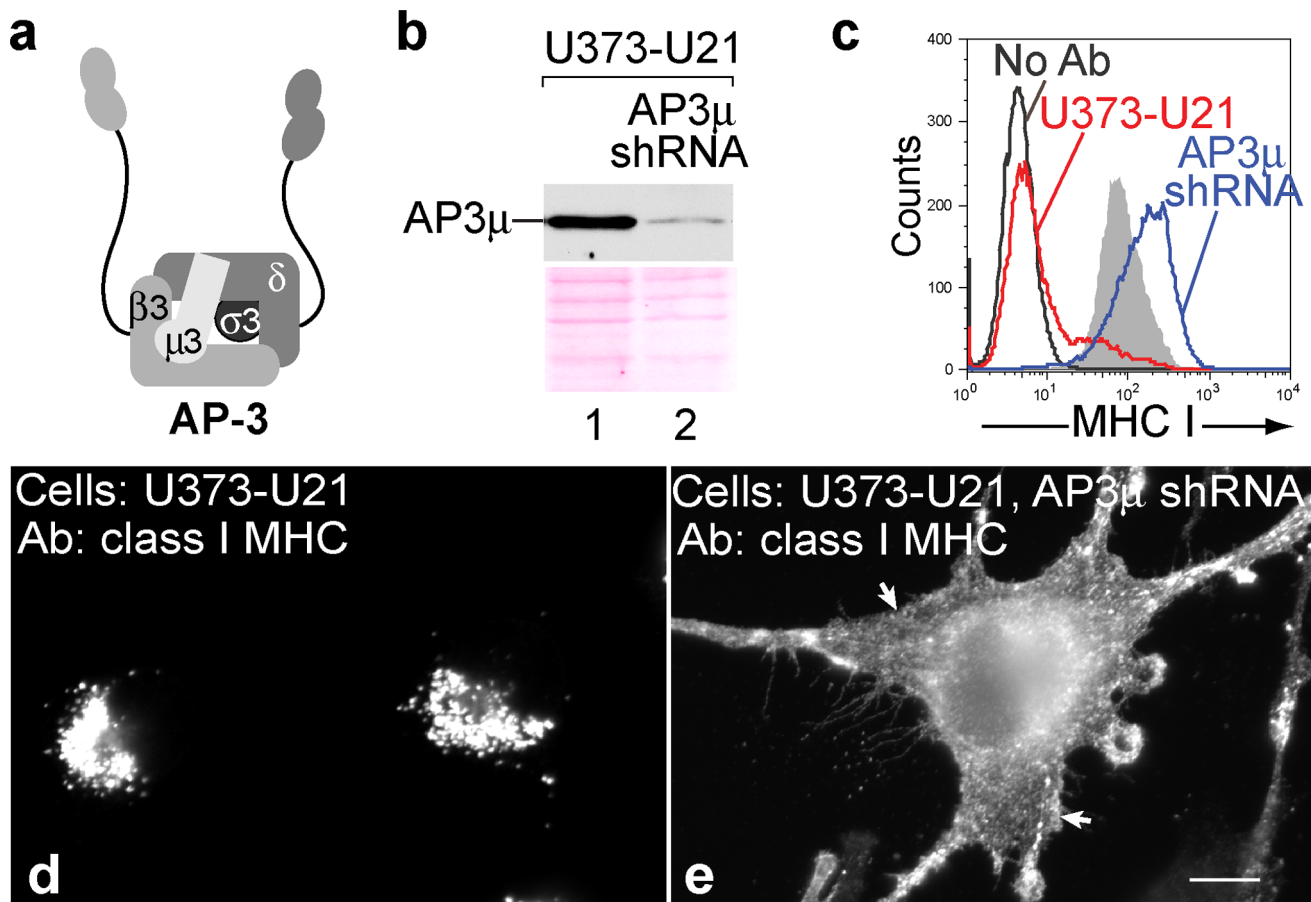 a
β3
μ3
σ3
δ
AP-3
b
U373-U21
AP3μ
shRNA
AP3μ
1 2
c
400
300
200
100
0
Counts
No Ab
U373-U21
AP3μ
shRNA
10⁰ 10¹ 10² 10³ 10⁴
MHC I
Cells: U373-U21
Ab: class I MHC
d
Cells: U373-U21, AP3μ shRNA
Ab: class I MHC
e